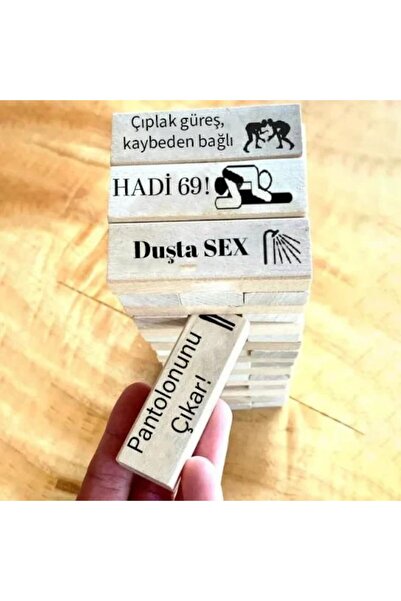 Çıplak güreş,
kaybeden bağlı
HADİ 69!
Duşta SEX
Pantolonunu
Çıkar!